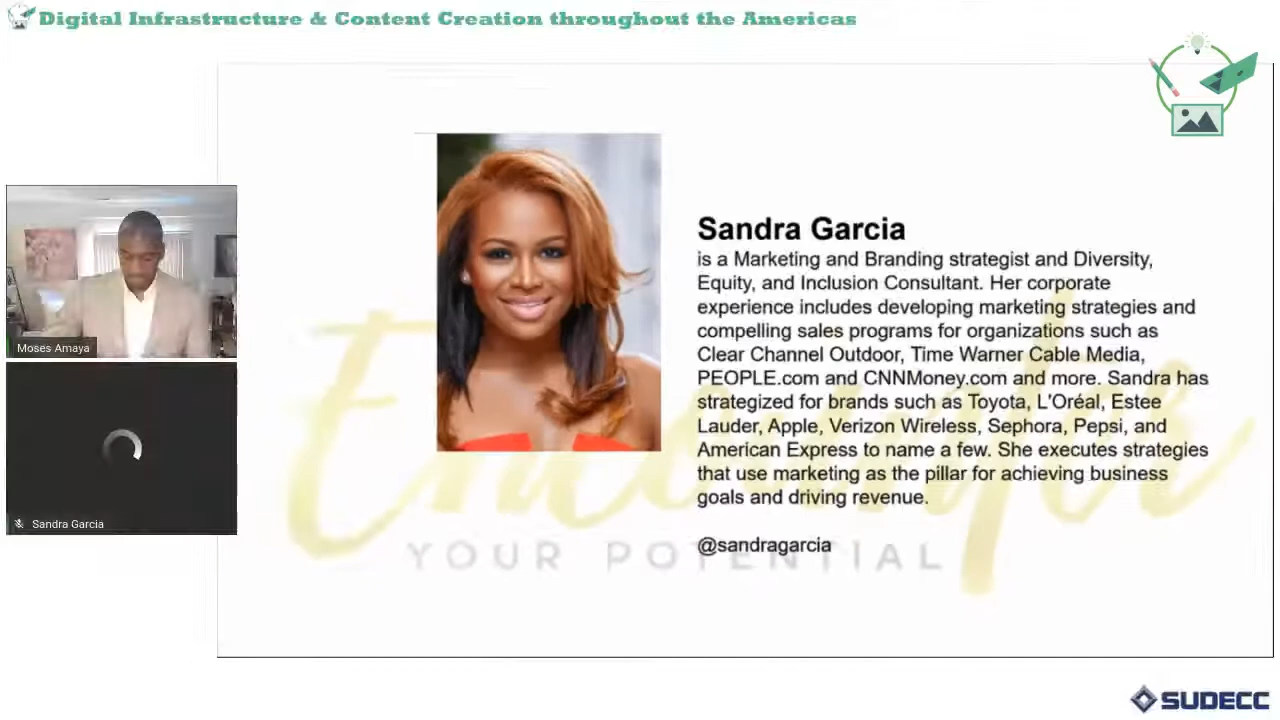 Digital Infrastructure & Content Creation throughout the Americas
Moses Amaya
Sandra Garcia
Sandra Garcia
is a Marketing and Branding strategist and Diversity,
Equity, and Inclusion Consultant. Her corporate
experience includes developing marketing strategies and
compelling sales programs for organizations such as
Clear Channel Outdoor, Time Warner Cable Media,
PEOPLE.com and CNNMoney.com and more. Sandra has
strategized for brands such as Toyota, L'Oréal, Estee
Lauder, Apple, Verizon Wireless, Sephora, Pepsi, and
American Express to name a few. She executes strategies
that use marketing as the pillar for achieving business
goals and driving revenue.
@sandragarcia
Encounter
YOUR POTENTIAL
SUDECC